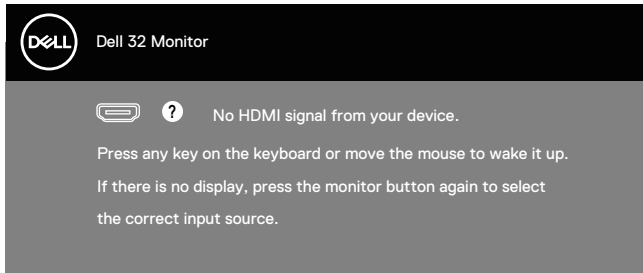 DELL
Dell 32 Monitor
? No HDMI signal from your device.
Press any key on the keyboard or move the mouse to wake it up.
If there is no display, press the monitor button again to select
the correct input source.